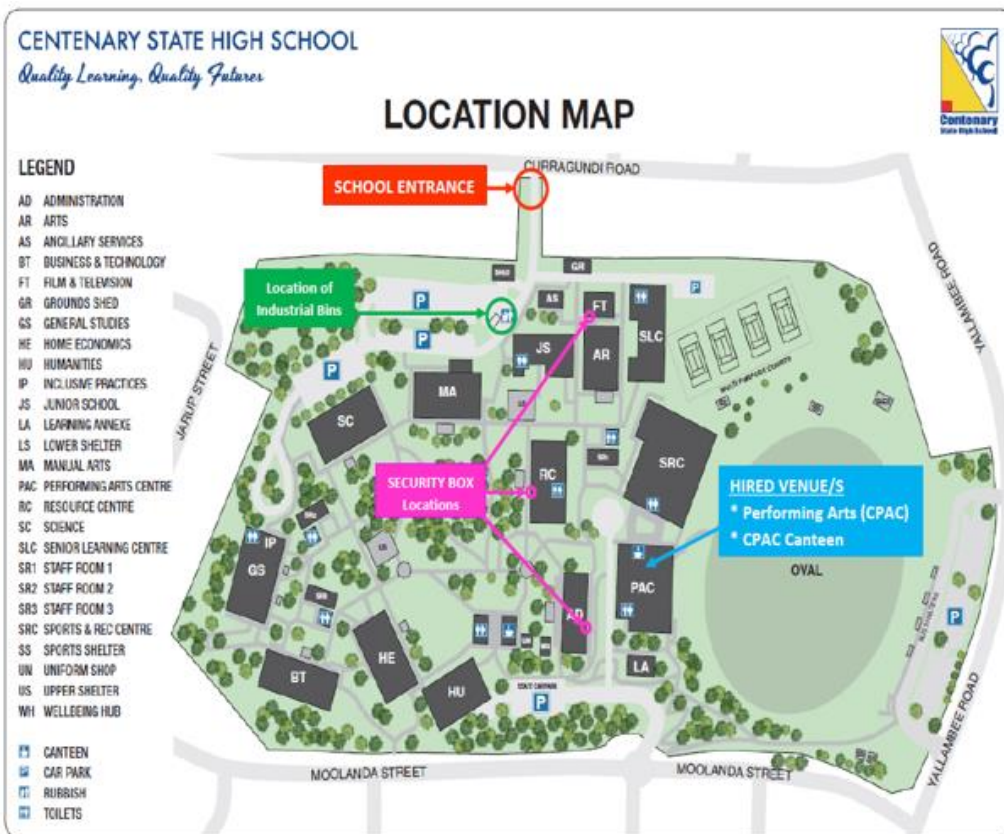 CENTENARY STATE HIGH SCHOOL
Quality Learning, Quality Futures
Centenary
State High School
LOCATION MAP
LEGEND
AD ADMINISTRATION
AR ARTS
AS ANCILLARY SERVICES
BT BUSINESS & TECHNOLOGY
FT FILM & TELEVISION
GR GROUNDS SHED
GS GENERAL STUDIES
HE HOME ECONOMICS
HU HUMANITIES
IP INCLUSIVE PRACTICES
JS JUNIOR SCHOOL
LA LEARNING ANNEXE
LS LOWER SHELTER
MA MANUAL ARTS
PAC PERFORMING ARTS CENTRE
RC RESOURCE CENTRE
SC SCIENCE
SLC SENIOR LEARNING CENTRE
SR1 STAFF ROOM 1
SR2 STAFF ROOM 2
SR3 STAFF ROOM 3
SRC SPORTS & REC CENTRE
SS SPORTS SHELTER
UN UNIFORM SHOP
US UPPER SHELTER
WH WELLBEING HUB
CANTEEN
CAR PARK
RUBBISH
TOILETS
CURRAGUNDI ROAD
SCHOOL ENTRANCE
YALLAMBEE ROAD
JARUP STREET
Location of
Industrial Bins
GR
P
P
P
P
AS
FT
SLC
JS
AR
MULTI PURPOSE COURTS
MA
SC
RC
SRC
SECURITY BOX
Locations
HIRED VENUE/S
* Performing Arts (CPAC)
* CPAC Canteen
OVAL
IP
GS
PAC
AD
P
HE
BT
HU
LA
STAFF CARPARK
P
MOOLANDA STREET
MOOLANDA STREET
YALLAMBEE ROAD